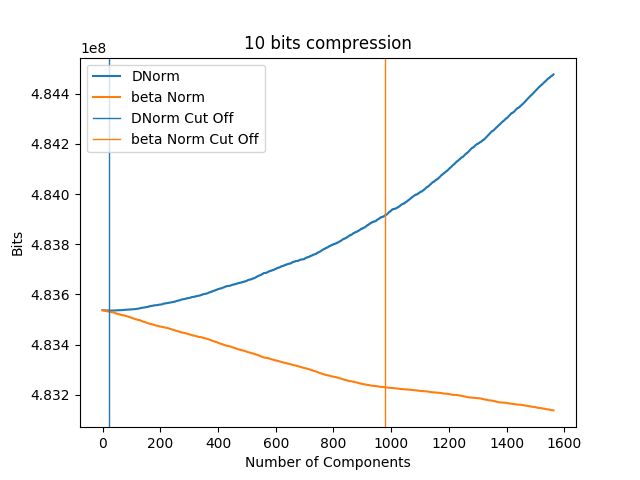 10 bits compression
1e8
DNorm
beta Norm
DNorm Cut Off
beta Norm Cut Off
4.844
4.842
4.840
4.838
4.836
4.834
4.832
Bits
0 200 400 600 800 1000 1200 1400 1600
Number of Components